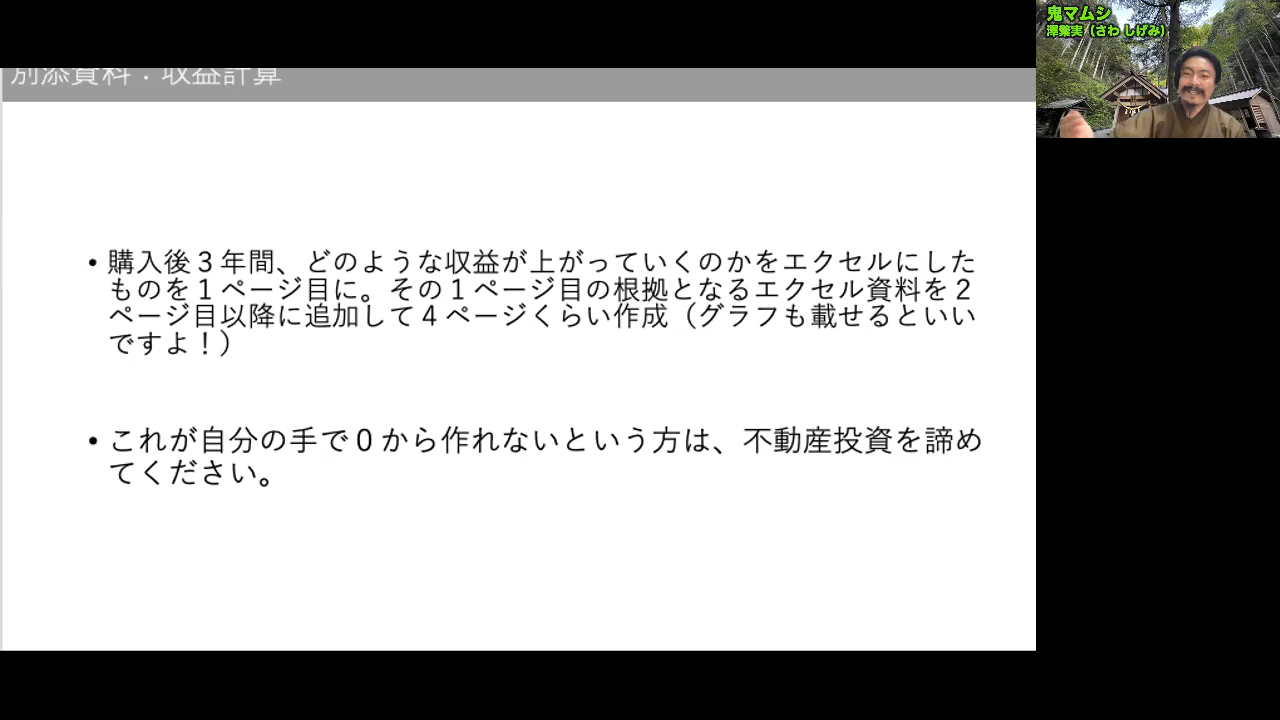 別添資料：収益計算
鬼マムシ
澤繁実（さわ しげみ）
• 購入後３年間、どのような収益が上がっていくのかをエクセルにした
ものを１ページ目に。その１ページ目の根拠となるエクセル資料を２
ページ目以降に追加して４ページくらい作成（グラフも載せるといい
ですよ！）
• これが自分の手で０から作れないという方は、不動産投資を諦め
てください。